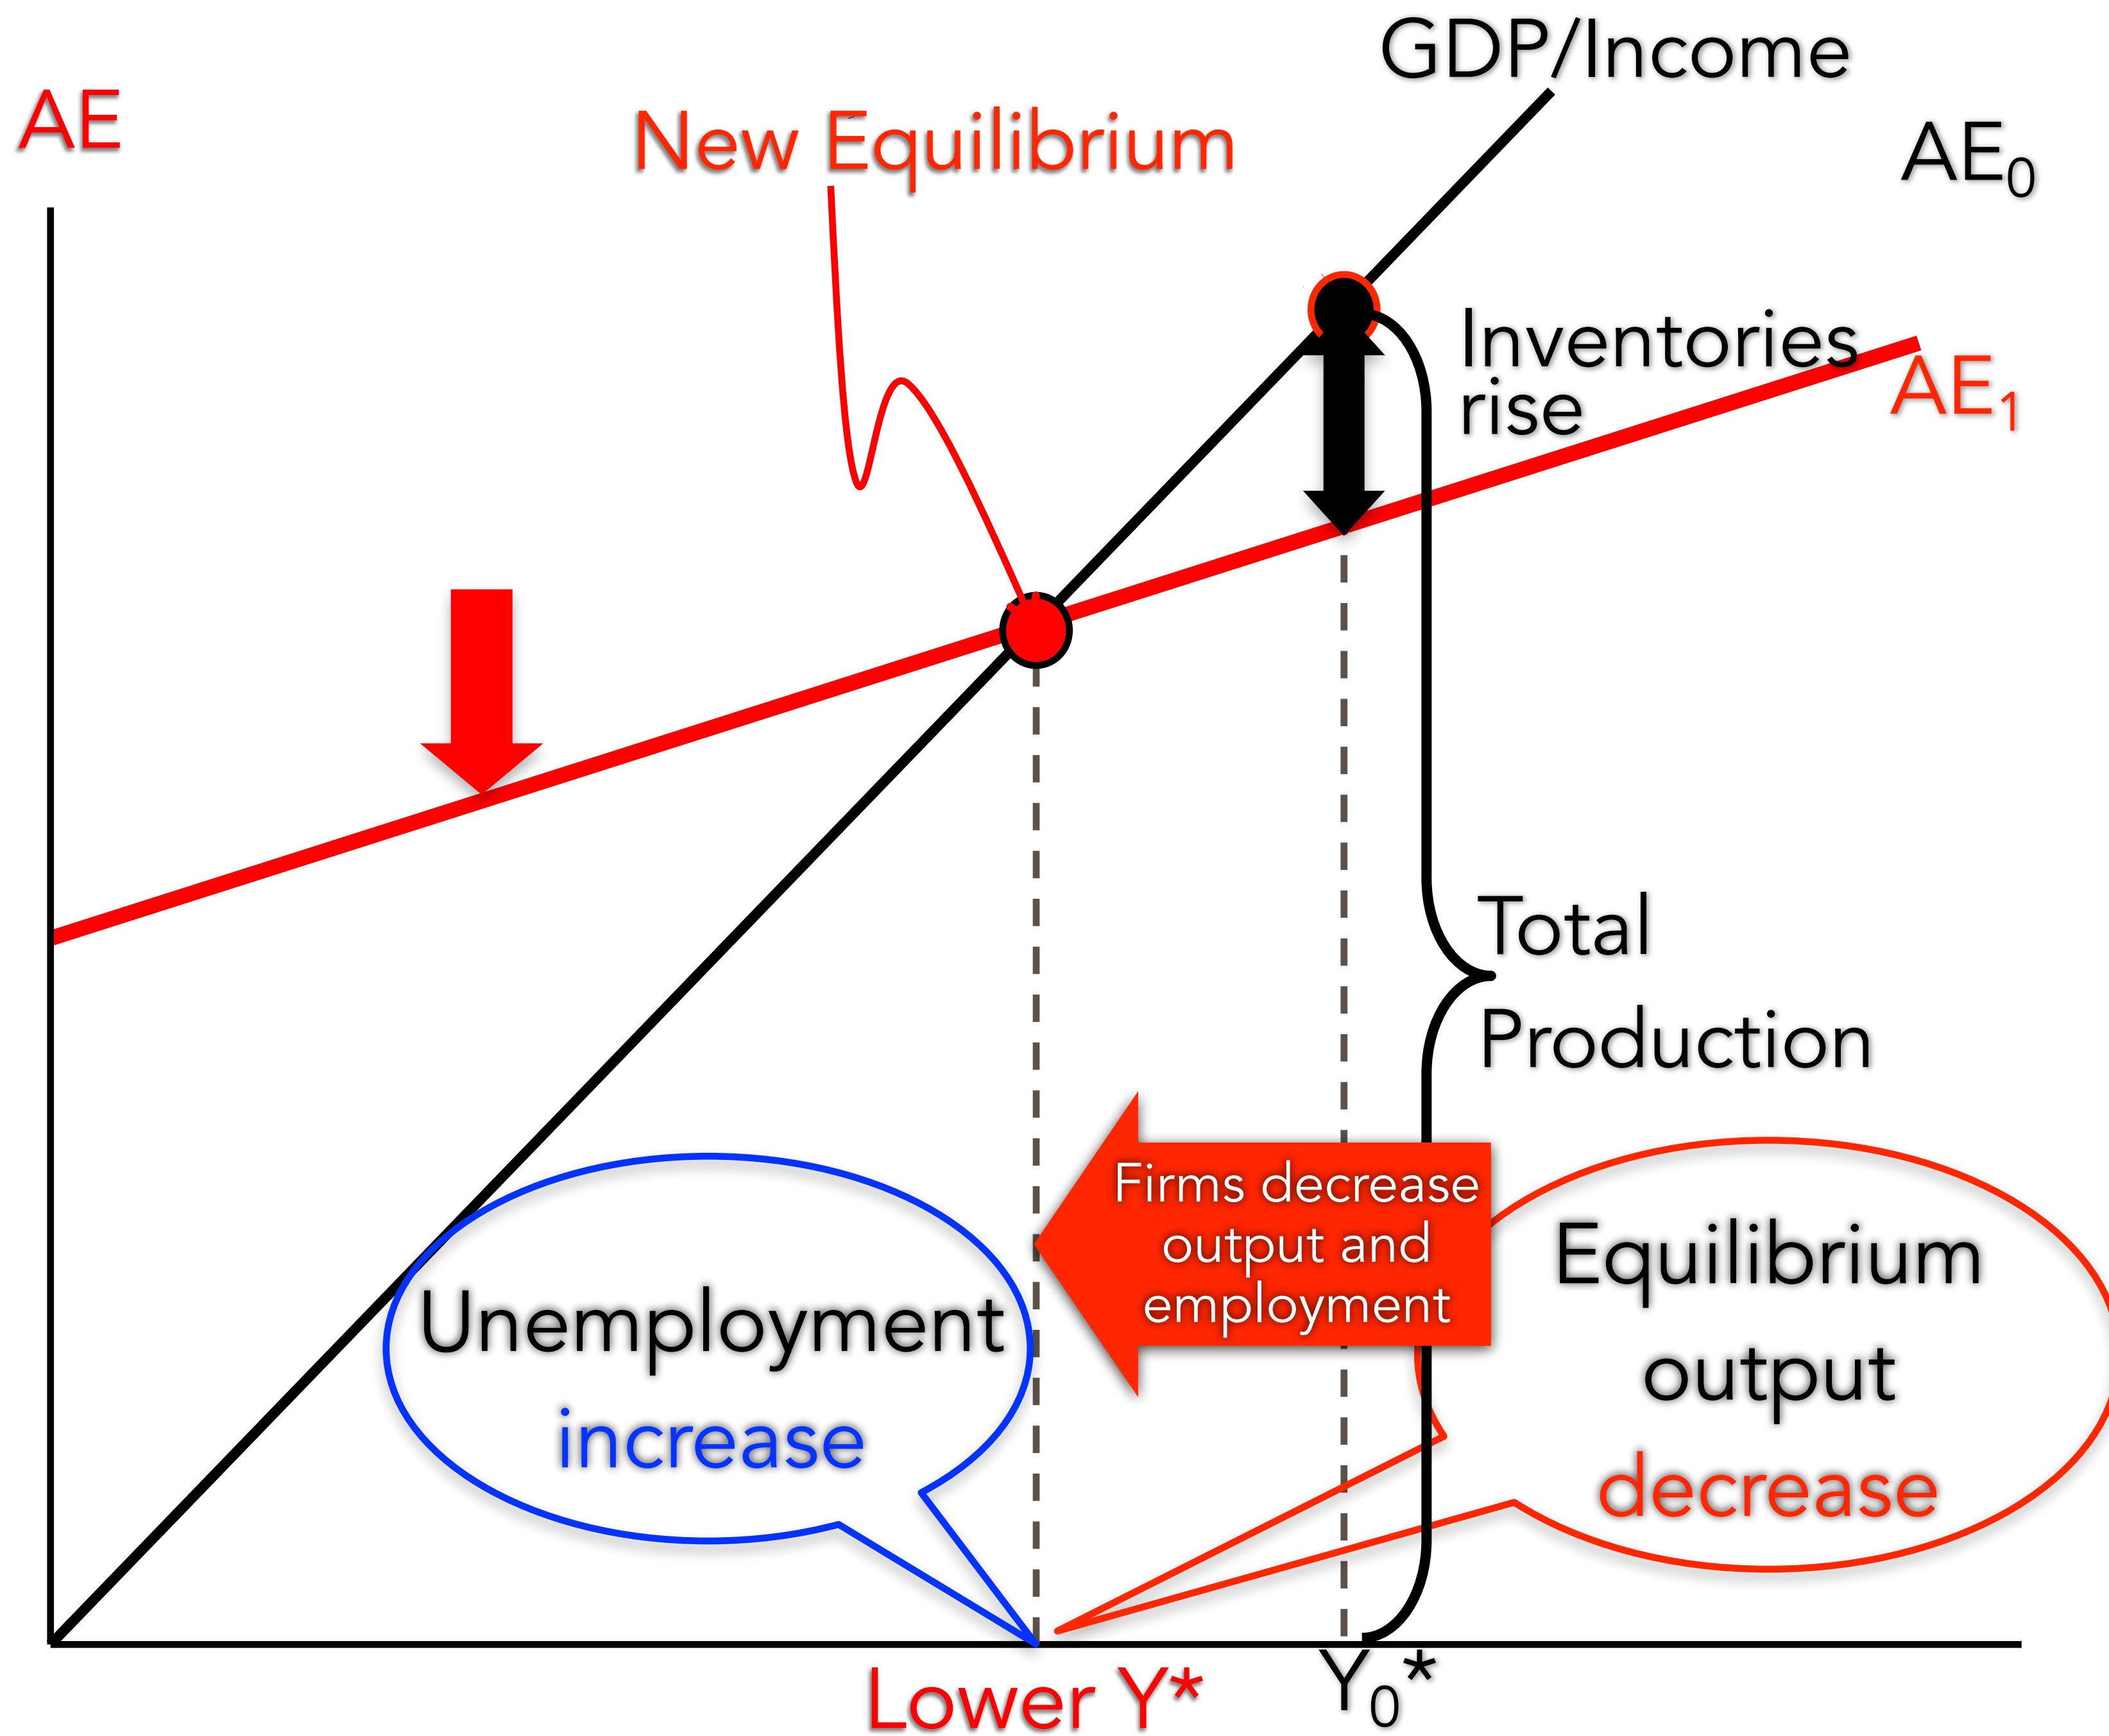 GDP/Income
AE
New Equilibrium
AE₀
Inventories
rise
AE₁
Total
Production
Firms decrease
output and
employment
Equilibrium
output
decrease
Unemployment
increase
Lower Y*
Y₀*